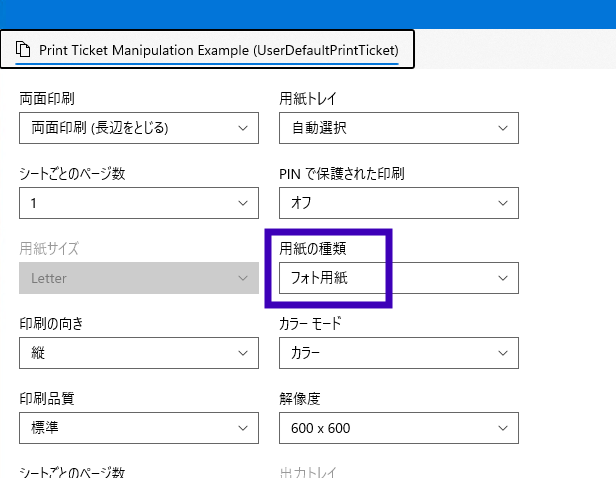 Print Ticket Manipulation Example (UserDefaultPrintTicket)
両面印刷
用紙トレイ
両面印刷 (長辺をとじる)
自動選択
シートごとのページ数
PIN で保護された印刷
1
オフ
用紙サイズ
用紙の種類
Letter
フォト用紙
印刷の向き
カラー モード
縦
カラー
印刷品質
解像度
標準
600 x 600
シートごとのページ数
出力トレイ